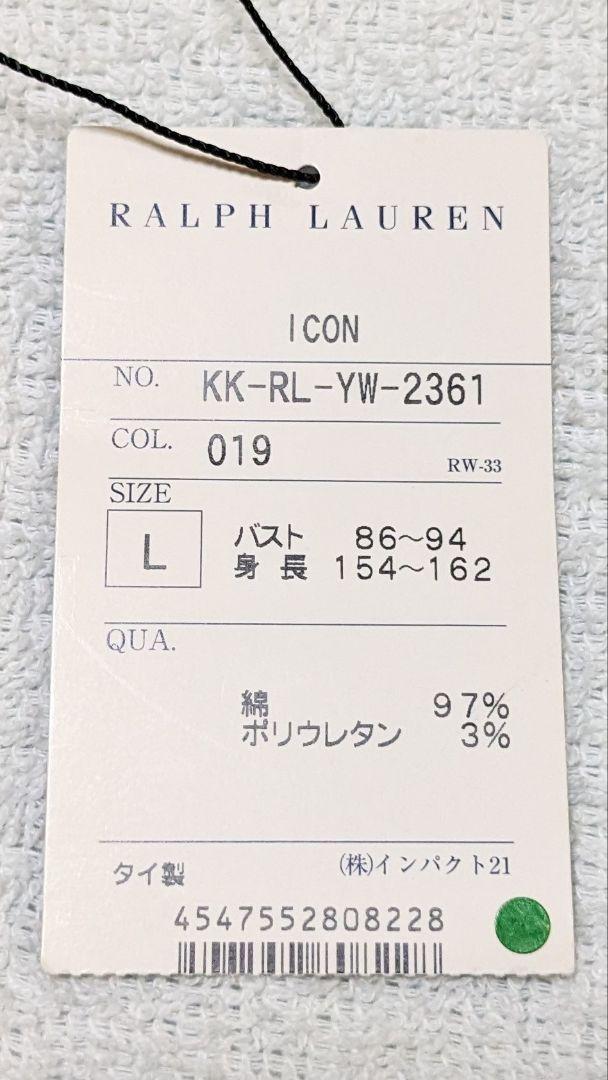 RALPH LAUREN
ICON
NO. KK-RL-YW-2361
COL. 019 RW-33
SIZE
L バスト 86~94
身長 154~162
QUA.
綿 97%
ポリウレタン 3%
タイ製 (株)インパクト21
4547552808228